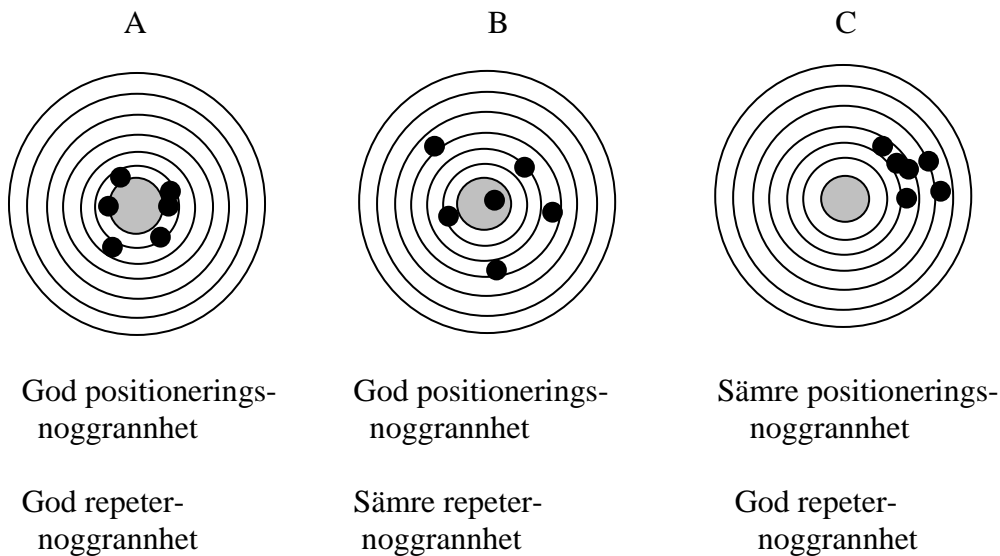 A B C
God positionerings-
noggrannhet
God positionerings-
noggrannhet
Sämre positionerings-
noggrannhet
God repeter-
noggrannhet
Sämre repeter-
noggrannhet
God repeter-
noggrannhet